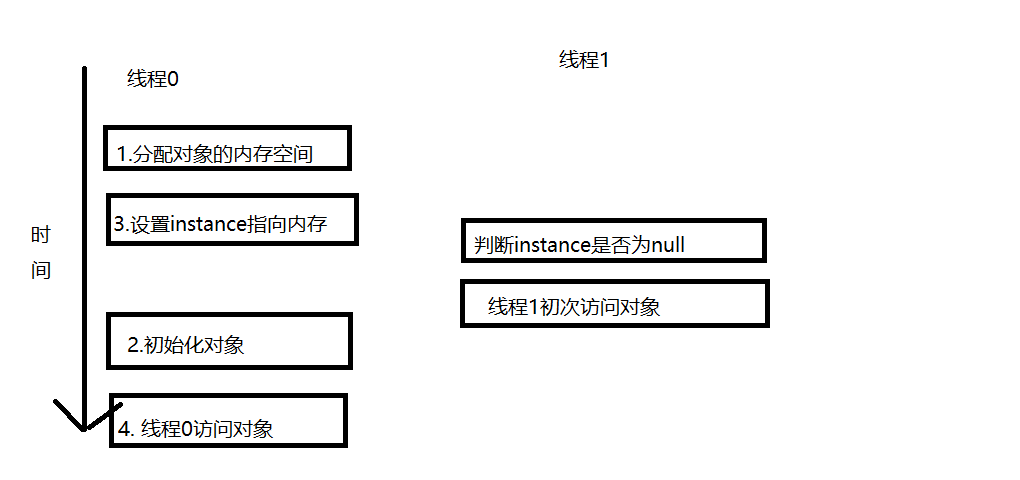 线程1
线程0
1.分配对象的内存空间
3.设置instance指向内存
判断instance是否为null
时
间
线程1初次访问对象
2.初始化对象
4. 线程0访问对象